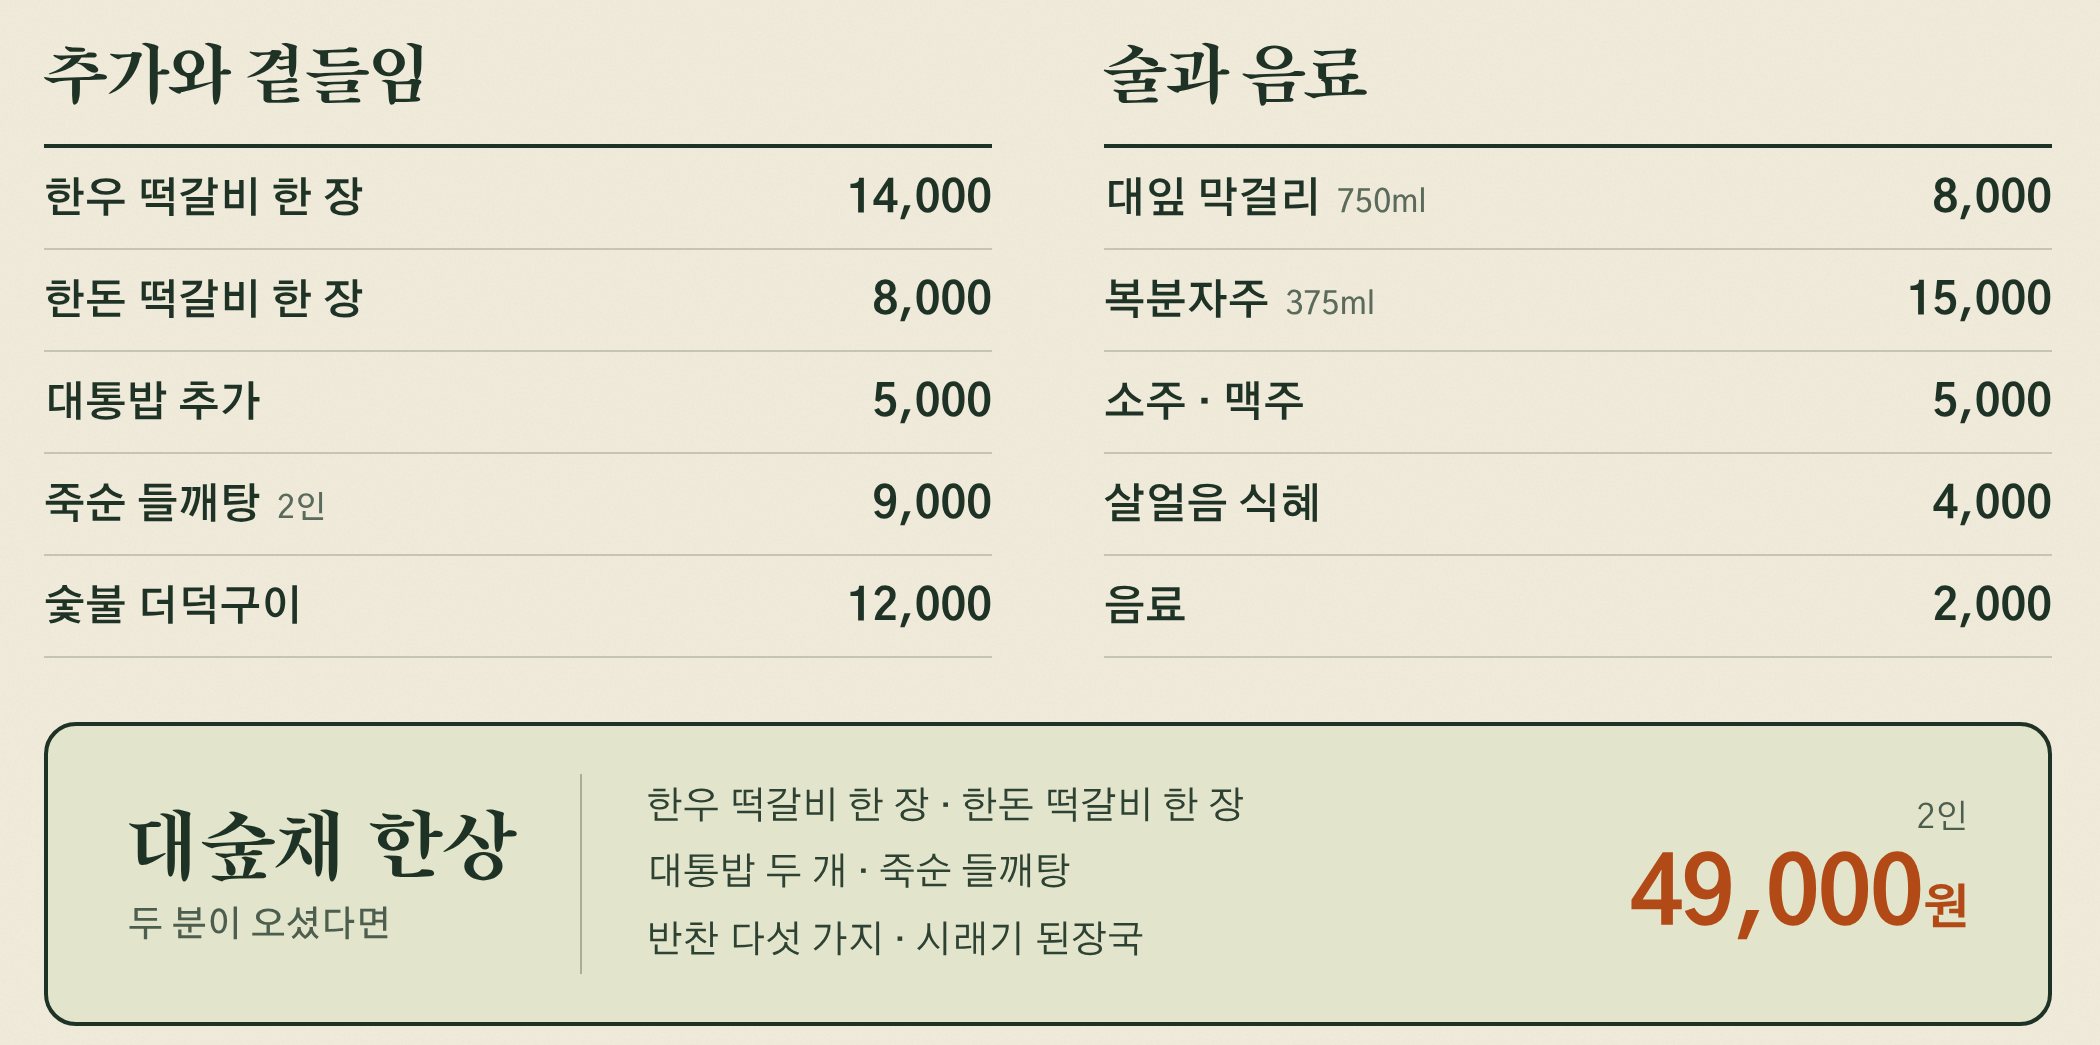 추가와 곁들임
한우 떡갈비 한 장 14,000
한돈 떡갈비 한 장 8,000
대통밥 추가 5,000
죽순 들깨탕 2인 9,000
숯불 더덕구이 12,000
술과 음료
대잎 막걸리 750ml 8,000
복분자주 375ml 15,000
소주 · 맥주 5,000
살얼음 식혜 4,000
음료 2,000
대숲채 한상
두 분이 오셨다면
한우 떡갈비 한 장 · 한돈 떡갈비 한 장
대통밥 두 개 · 죽순 들깨탕
반찬 다섯 가지 · 시래기 된장국
2인
49,000원